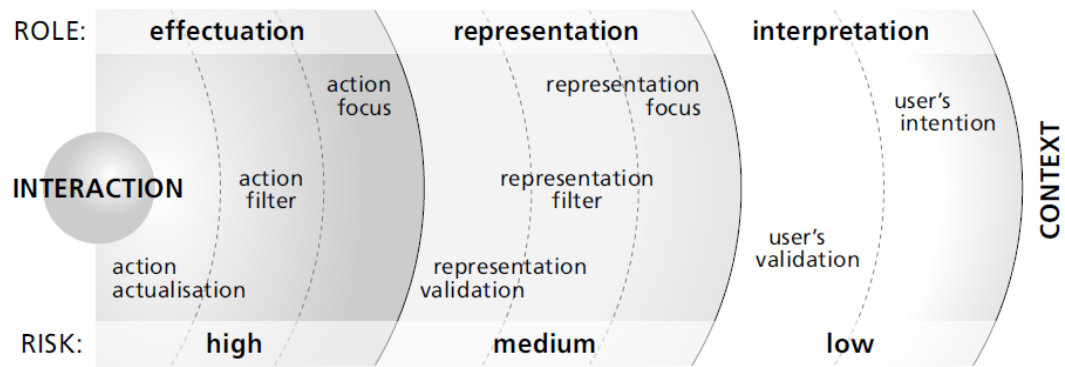 ROLE: effectuation representation interpretation
action
focus
representation
focus
user's
intention
INTERACTION
action
filter
representation
filter
CONTEXT
user's
validation
action
actualisation
representation
validation
RISK: high medium low